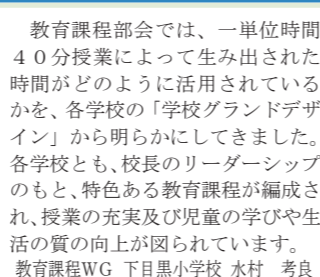 教育課程部会では、一単位時間
４０分授業によって生み出された
時間がどのように活用されている
かを、各学校の「学校グランドデザ
イン」から明らかにしてきました。
各学校とも、校長のリーダーシップ
のもと、特色ある教育課程が編成さ
れ、授業の充実及び児童の学びや生
活の質の向上が図られています。
教育課程WG 下目黒小学校 水村 考良